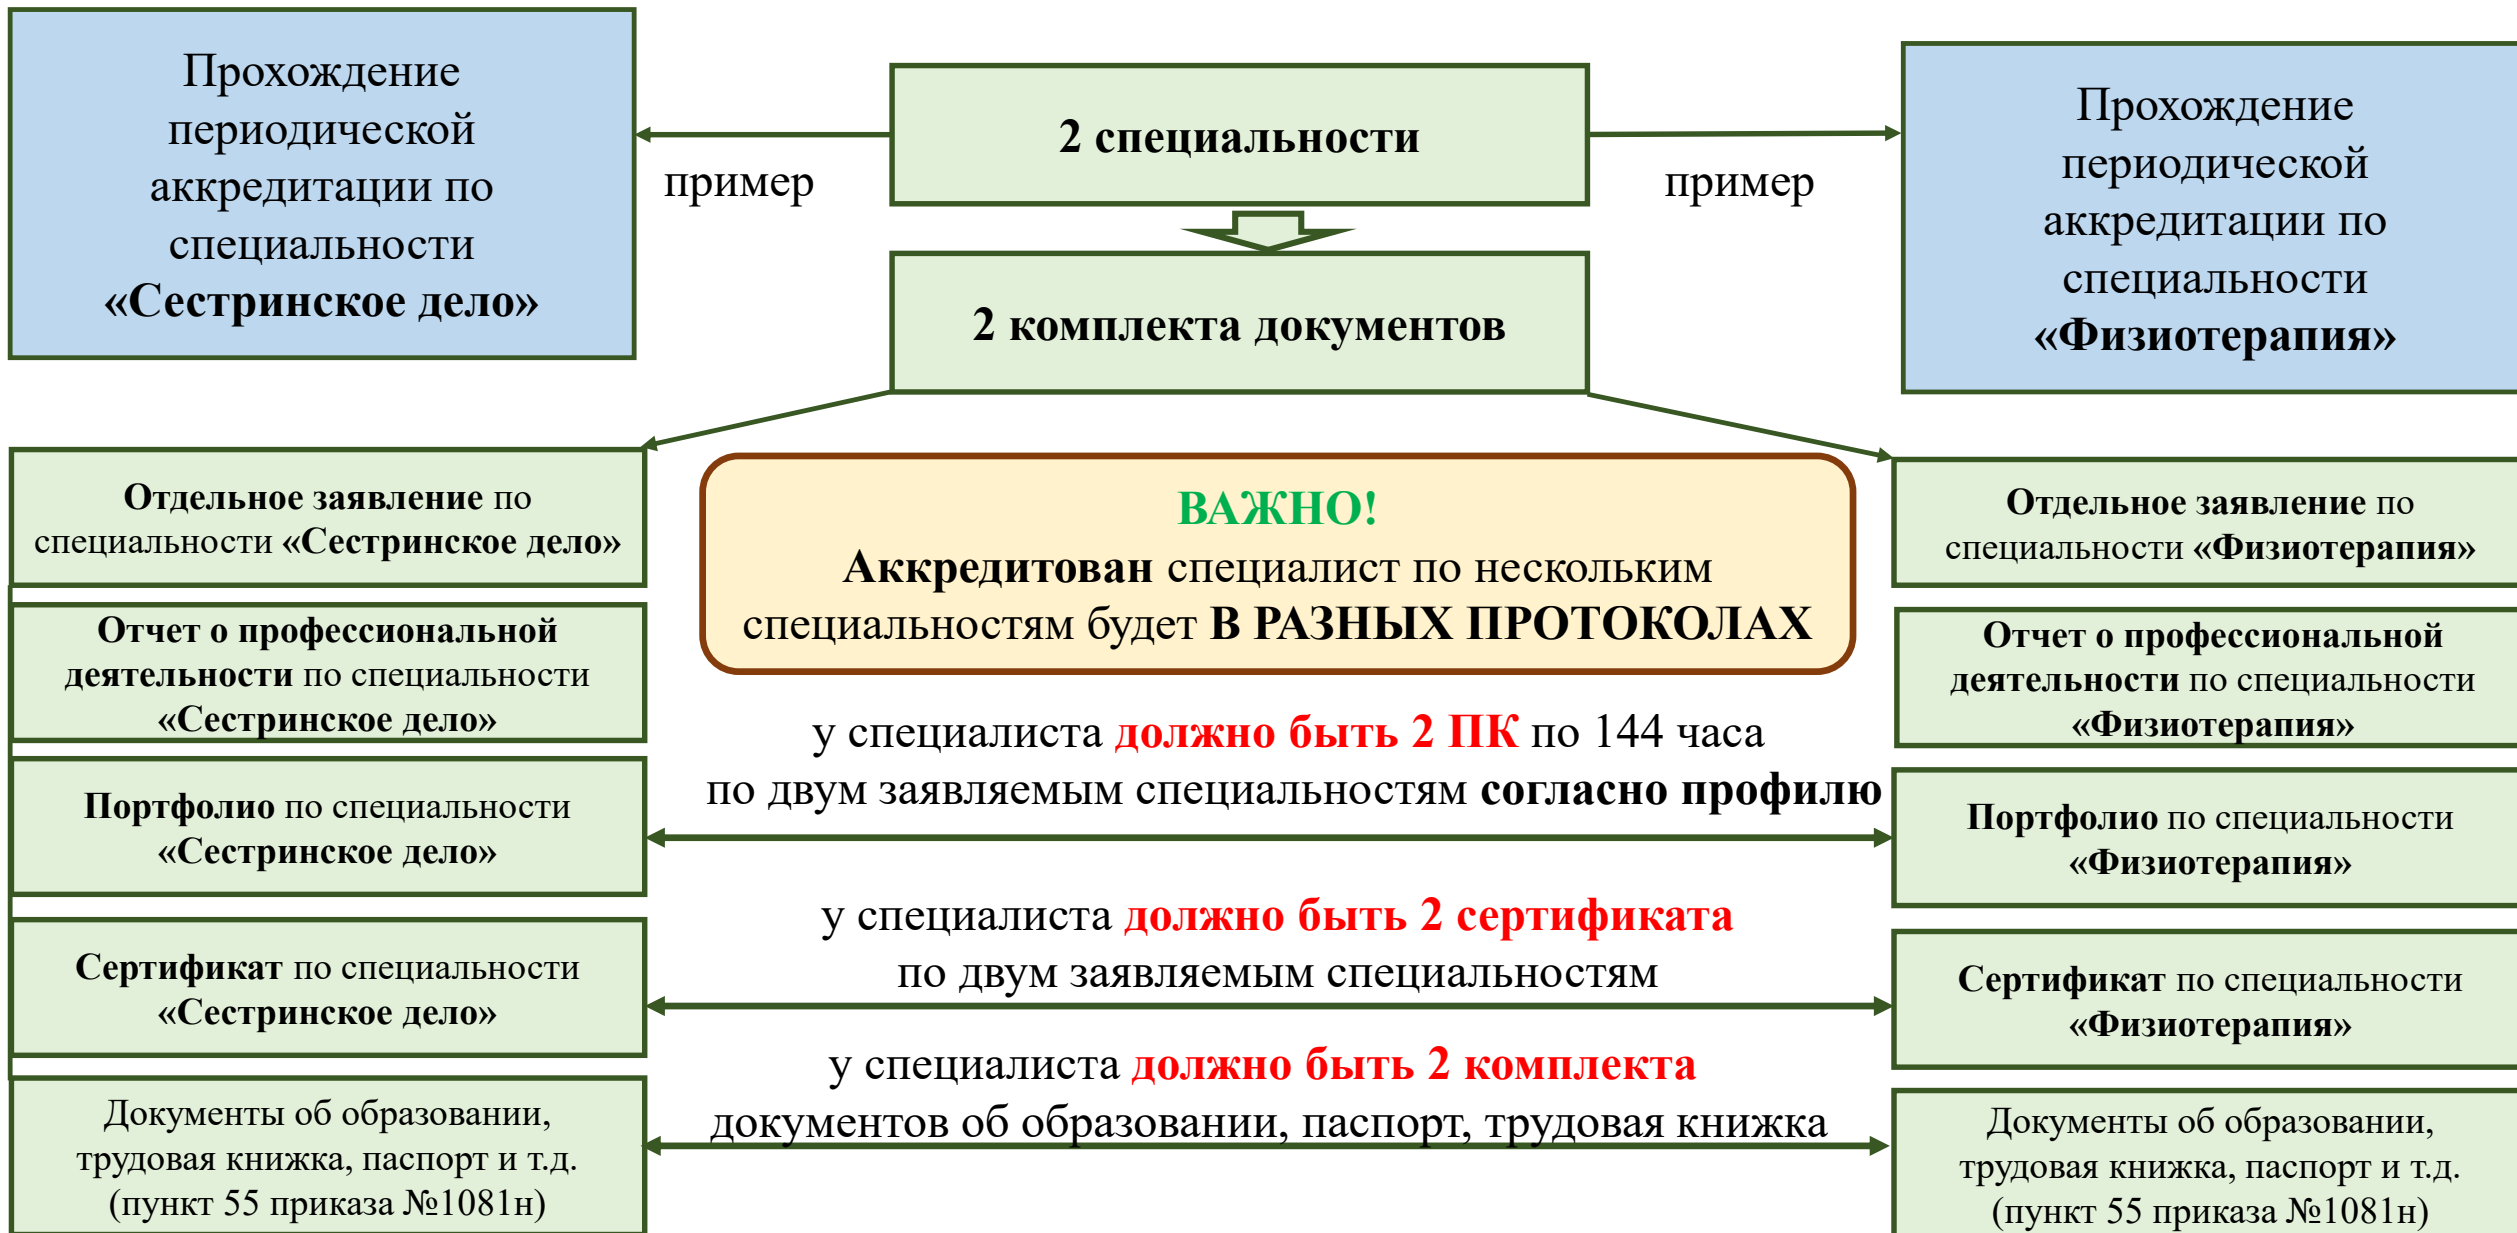 Прохождение
периодической
аккредитации по
специальности
«Сестринское дело»
пример
2 специальности
пример
Прохождение
периодической
аккредитации по
специальности
«Физиотерапия»
2 комплекта документов
Отдельное заявление по
специальности «Сестринское дело»
Отчет о профессиональной
деятельности по специальности
«Сестринское дело»
Портфолио по специальности
«Сестринское дело»
Сертификат по специальности
«Сестринское дело»
Документы об образовании,
трудовая книжка, паспорт и т.д.
(пункт 55 приказа №1081н)
ВАЖНО!
Аккредитован специалист по нескольким
специальностям будет В РАЗНЫХ ПРОТОКОЛАХ
у специалиста должно быть 2 ПК по 144 часа
по двум заявляемым специальностям согласно профилю
у специалиста должно быть 2 сертификата
по двум заявляемым специальностям
у специалиста должно быть 2 комплекта
документов об образовании, паспорт, трудовая книжка
Отдельное заявление по
специальности «Физиотерапия»
Отчет о профессиональной
деятельности по специальности
«Физиотерапия»
Портфолио по специальности
«Физиотерапия»
Сертификат по специальности
«Физиотерапия»
Документы об образовании,
трудовая книжка, паспорт и т.д.
(пункт 55 приказа №1081н)